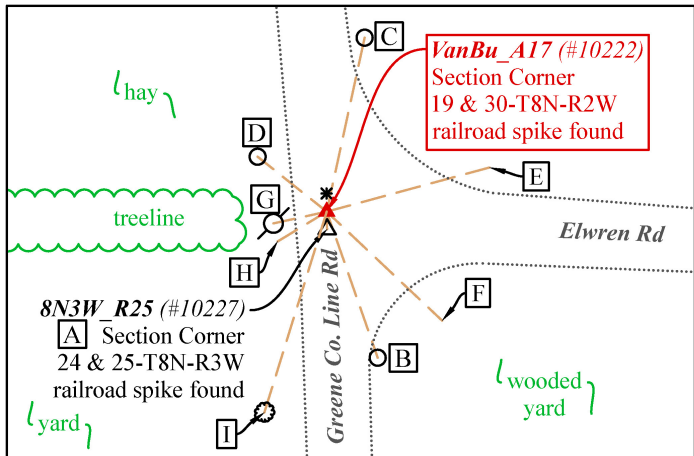 C
VanBu_A17 (#10222)
Section Corner
19 & 30-T8N-R2W
railroad spike found
hay
D
E
G
treeline
Elwren Rd
H
8N3W_R25 (#10227)
A Section Corner
24 & 25-T8N-R3W
railroad spike found
Greene Co. Line Rd
F
B
wooded
yard
yard
I